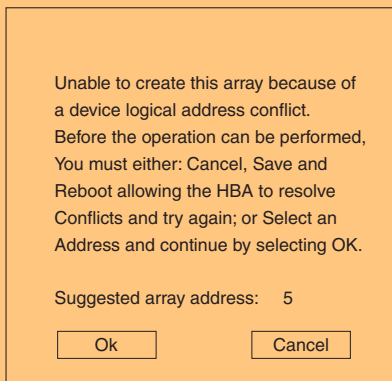 Unable to create this array because of
a device logical address conflict.
Before the operation can be performed,
You must either: Cancel, Save and
Reboot allowing the HBA to resolve
Conflicts and try again; or Select an
Address and continue by selecting OK.
Suggested array address: 5
Ok Cancel